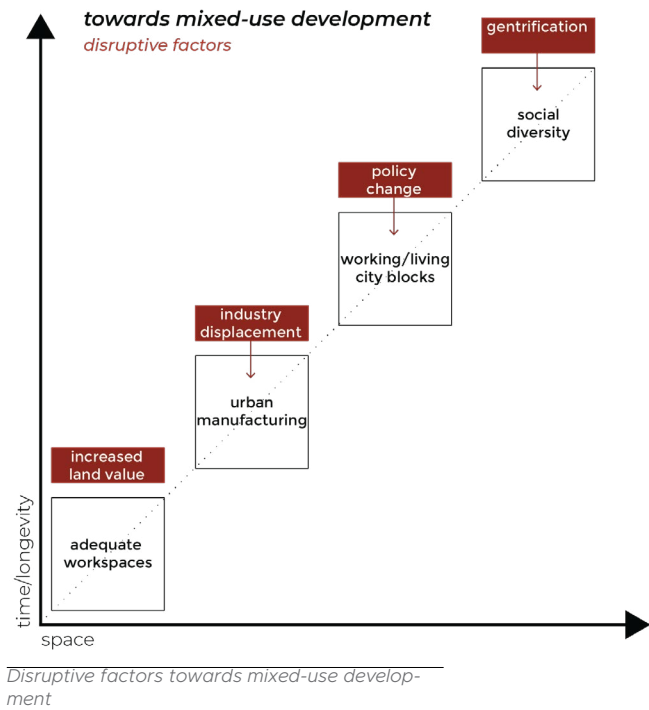 towards mixed-use development
disruptive factors
gentrification
social
diversity
policy
change
working/living
city blocks
industry
displacement
urban
manufacturing
increased
land value
adequate
workspaces
time/longevity
space
Disruptive factors towards mixed-use develop-
ment